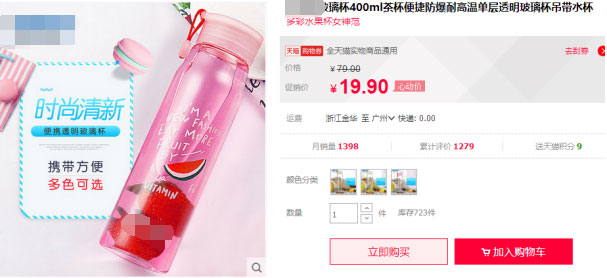 时尚清新
便携透明玻璃杯
携带方便
多色可选
I'M A
NEW FASHION
EAT MORE
FRUIT
VITAMIN
玻璃杯400ml茶杯便捷防爆耐高温单层透明玻璃杯吊带水杯
多彩水果杯女神范
天猫 购物券 全天猫实物商品通用 去刮券
价格 ¥79.00
促销价 ¥19.90 心动价
运费 浙江金华 至 广州 快递: 0.00
月销量 1398 累计评价 1279 送天猫积分 9
颜色分类
数量 1 件 库存723件
立即购买 加入购物车